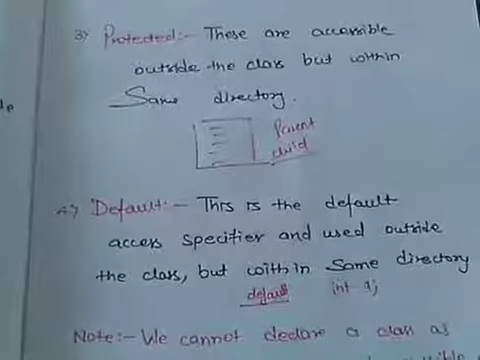 3) Protected:- These are accessible
outside the class but within
Same directory.
Parent
child
4) Default:- This is the default
access specifier and used outside
the class, but within Same directory
default int a;
Note:- We cannot declare a class as